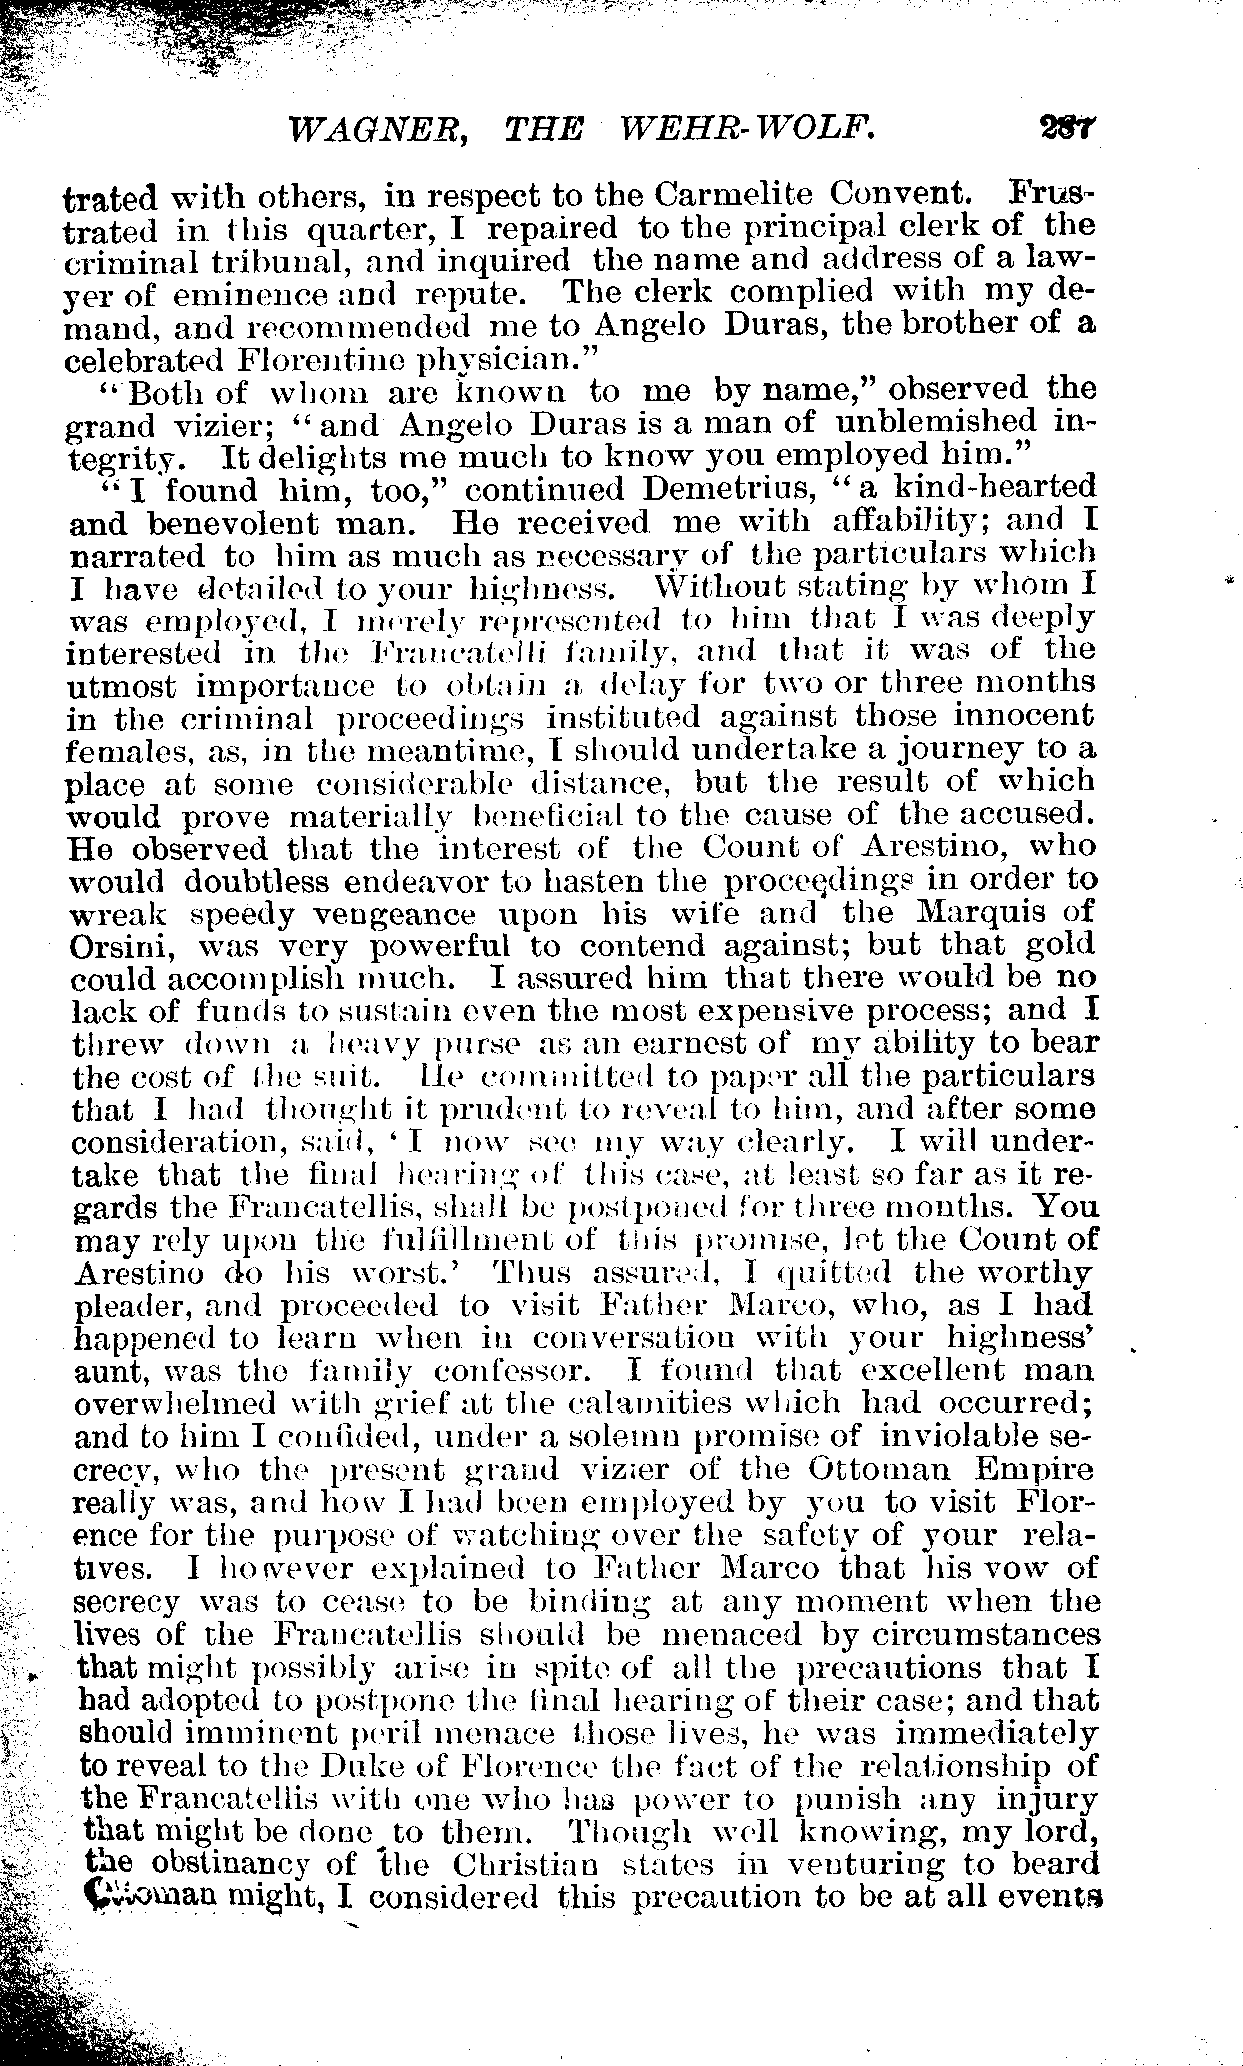 WAGNER, THE WEHR-WOLF. 287
trated with others, in respect to the Carmelite Convent. Frus-
trated in this quarter, I repaired to the principal clerk of the
criminal tribunal, and inquired the name and address of a law-
yer of eminence and repute. The clerk complied with my de-
mand, and recommended me to Angelo Duras, the brother of a
celebrated Florentine physician."
"Both of whom are known to me by name," observed the
grand vizier; "and Angelo Duras is a man of unblemished in-
tegrity. It delights me much to know you employed him."
"I found him, too," continued Demetrius, "a kind-hearted
and benevolent man. He received me with affability; and I
narrated to him as much as necessary of the particulars which
I have detailed to your highness. Without stating by whom I
was employed, I merely represented to him that I was deeply
interested in the Francatelli family, and that it was of the
utmost importance to obtain a delay for two or three months
in the criminal proceedings instituted against those innocent
females, as, in the meantime, I should undertake a journey to a
place at some considerable distance, but the result of which
would prove materially beneficial to the cause of the accused.
He observed that the interest of the Count of Arestino, who
would doubtless endeavor to hasten the proceedings in order to
wreak speedy vengeance upon his wife and the Marquis of
Orsini, was very powerful to contend against; but that gold
could accomplish much. I assured him that there would be no
lack of funds to sustain even the most expensive process; and I
threw down a heavy purse as an earnest of my ability to bear
the cost of the suit. He committed to paper all the particulars
that I had thought it prudent to reveal to him, and after some
consideration, said, 'I now see my way clearly. I will under-
take that the final hearing of this case, at least so far as it re-
gards the Francatellis, shall be postponed for three months. You
may rely upon the fulfillment of this promise, let the Count of
Arestino do his worst.' Thus assured, I quitted the worthy
pleader, and proceeded to visit Father Marco, who, as I had
happened to learn when in conversation with your highness'
aunt, was the family confessor. I found that excellent man
overwhelmed with grief at the calamities which had occurred;
and to him I confided, under a solemn promise of inviolable se-
crecy, who the present grand vizier of the Ottoman Empire
really was, and how I had been employed by you to visit Flor-
ence for the purpose of watching over the safety of your rela-
tives. I however explained to Father Marco that his vow of
secrecy was to cease to be binding at any moment when the
lives of the Francatellis should be menaced by circumstances
that might possibly arise in spite of all the precautions that I
had adopted to postpone the final hearing of their case; and that
should imminent peril menace those lives, he was immediately
to reveal to the Duke of Florence the fact of the relationship of
the Francatellis with one who has power to punish any injury
that might be done to them. Though well knowing, my lord,
the obstinancy of the Christian states in venturing to beard
Ottoman might, I considered this precaution to be at all events